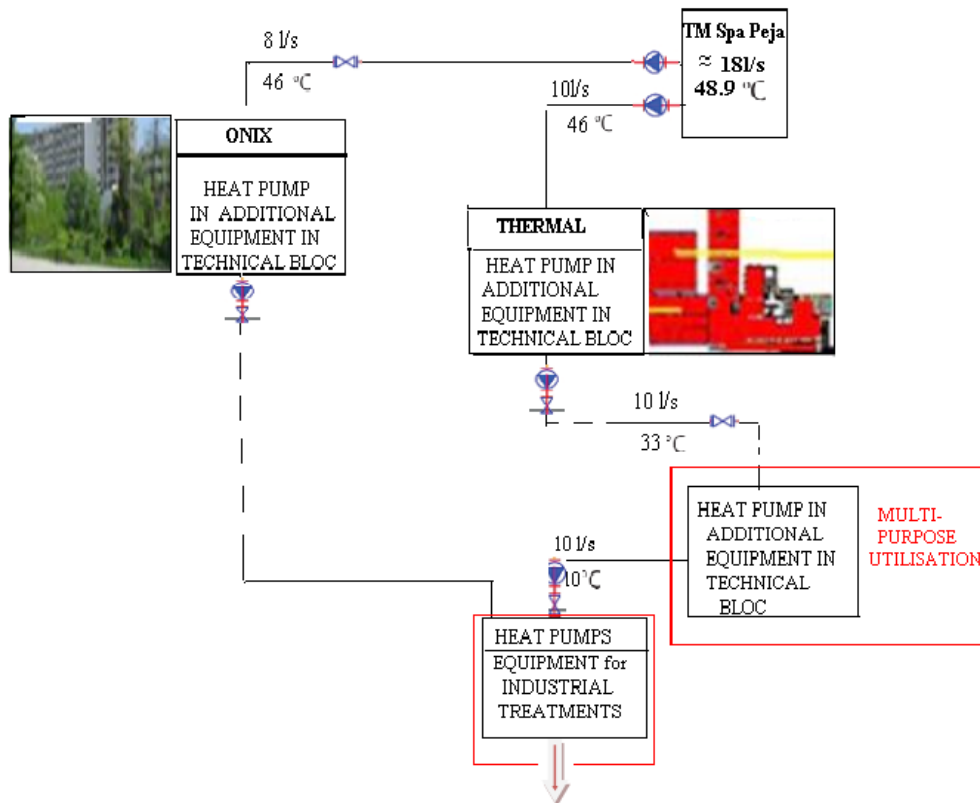 8 l/s
46 °C
TM Spa Peja
≈ 18l/s
48.9 °C
10l/s
46 °C
ONIX
HEAT PUMP
IN ADDITIONAL
EQUIPMENT IN
TECHNICAL BLOC
THERMAL
HEAT PUMP IN
ADDITIONAL
EQUIPMENT IN
TECHNICAL BLOC
10 l/s
33 °C
HEAT PUMP IN
ADDITIONAL
EQUIPMENT IN
TECHNICAL
BLOC
MULTI-
PURPOSE
UTILISATION
10 l/s
10 °C
HEAT PUMPS
EQUIPMENT for
INDUSTRIAL
TREATMENTS